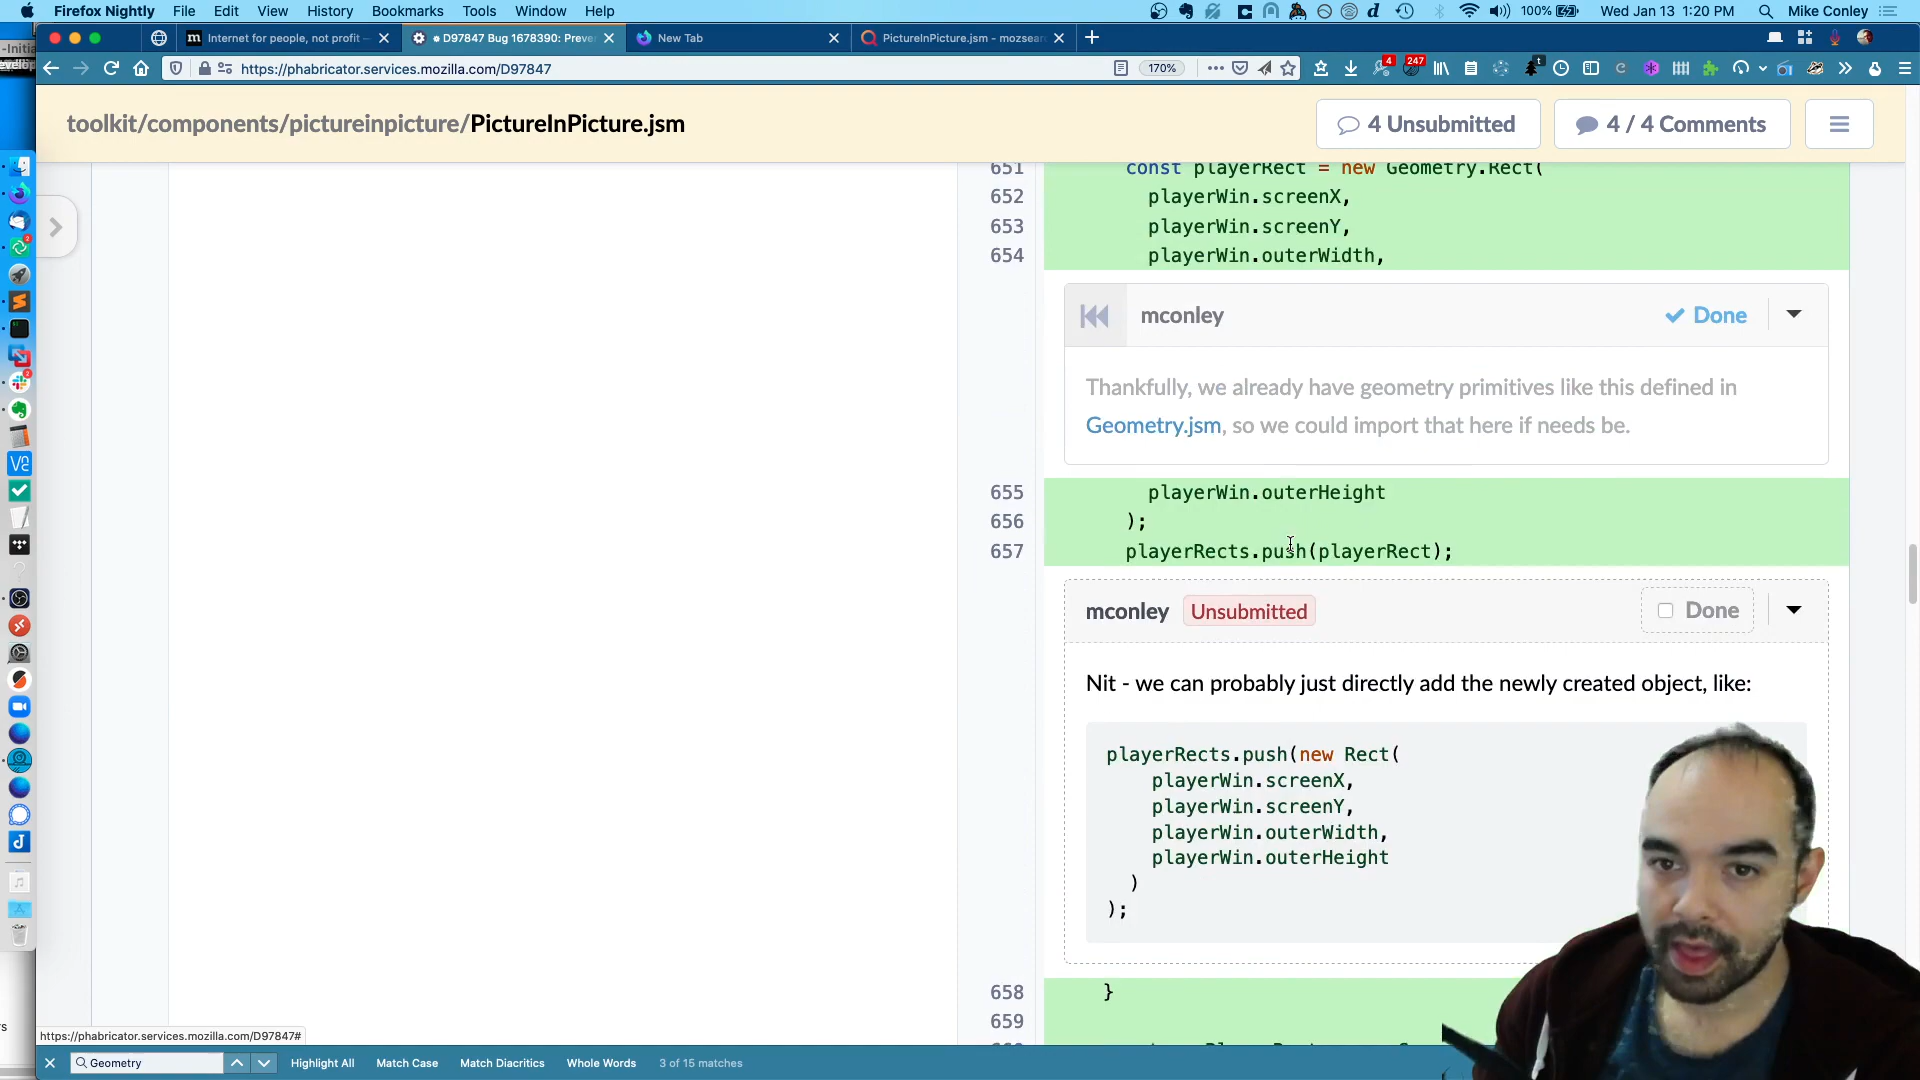 Firefox Nightly File Edit View History Bookmarks Tools Window Help 100% Wed Jan 13 1:20 PM Mike Conley
Internet for people, not profit D97847 Bug 1678390: Preve New Tab PictureInPicture.jsm - mozsear
https://phabricator.services.mozilla.com/D97847 170% 4 247
toolkit/components/pictureinpicture/PictureInPicture.jsm 4 Unsubmitted 4 / 4 Comments
651 const playerRect = new Geometry.Rect(
652 playerWin.screenX,
653 playerWin.screenY,
654 playerWin.outerWidth,
mconley Done
Thankfully, we already have geometry primitives like this defined in
Geometry.jsm, so we could import that here if needs be.
655 playerWin.outerHeight
656 );
657 playerRects.push(playerRect);
mconley Unsubmitted Done
Nit - we can probably just directly add the newly created object, like:
playerRects.push(new Rect(
playerWin.screenX,
playerWin.screenY,
playerWin.outerWidth,
playerWin.outerHeight
)
);
658 }
659
https://phabricator.services.mozilla.com/D97847#
Geometry Highlight All Match Case Match Diacritics Whole Words 3 of 15 matches